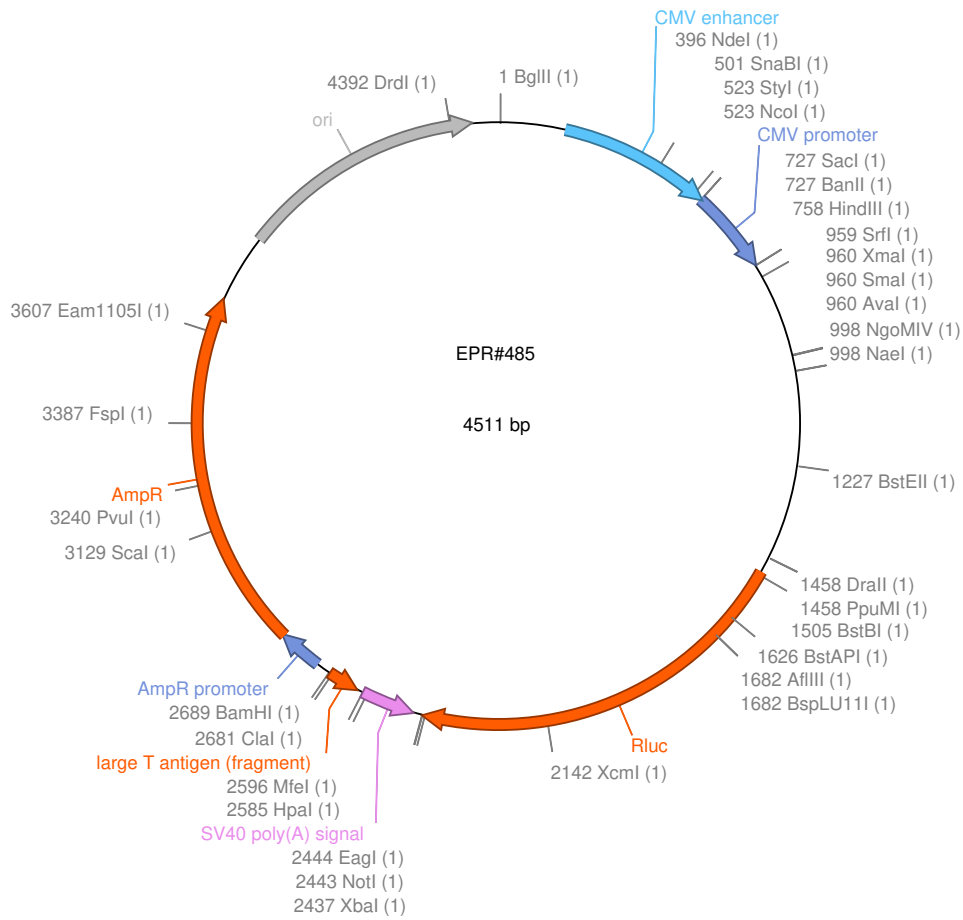 CMV enhancer
396 NdeI (1)
501 SnaBI (1)
523 StyI (1)
523 NcoI (1)
CMV promoter
727 SacI (1)
727 BanII (1)
758 HindIII (1)
959 SrfI (1)
960 XmaI (1)
960 SmaI (1)
960 AvaI (1)
998 NgoMIV (1)
998 NaeI (1)
1227 BstEII (1)
1458 DraII (1)
1458 PpuMI (1)
1505 BstBI (1)
1626 BstAPI (1)
1682 AflIII (1)
1682 BspLU11I (1)
Rluc
2142 XcmI (1)
2437 XbaI (1)
2443 NotI (1)
2444 EagI (1)
SV40 poly(A) signal
2585 HpaI (1)
2596 MfeI (1)
large T antigen (fragment)
2681 ClaI (1)
2689 BamHI (1)
AmpR promoter
3129 ScaI (1)
3240 PvuI (1)
AmpR
3387 FspI (1)
3607 Eam1105I (1)
ori
4392 DrdI (1)
1 BglII (1)
EPR#485
4511 bp